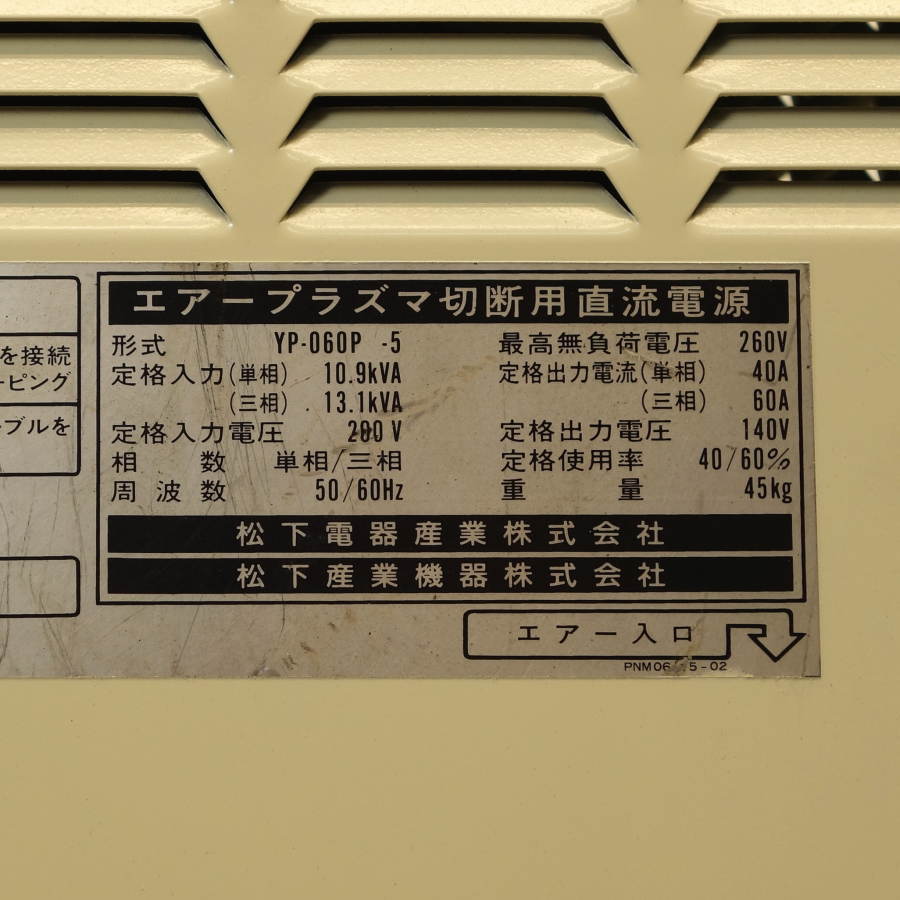 エアープラズマ切断用直流電源
形式 YP-060P -5
定格入力(単相) 10.9kVA
(三相) 13.1kVA
定格入力電圧 200V
相数 単相/三相
周波数 50/60Hz
最高無負荷電圧 260V
定格出力電流(単相) 40A
(三相) 60A
定格出力電圧 140V
定格使用率 40/60%
重量 45kg
松下電器産業株式会社
松下産業機器株式会社
を接続
ーピング
ーブルを
エアー入口